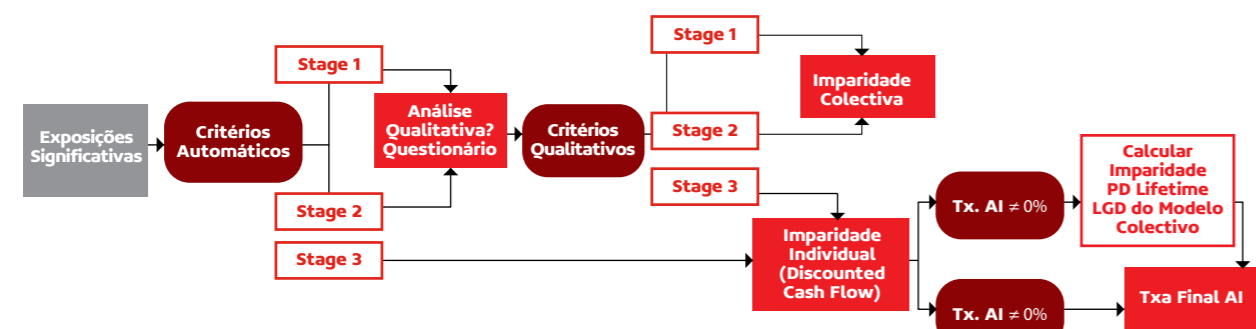 Exposições
Significativas
Critérios
Automáticos
Stage 1
Stage 2
Stage 3
Análise
Qualitativa?
Questionário
Critérios
Qualitativos
Stage 1
Stage 2
Stage 3
Imparidade
Colectiva
Imparidade
Individual
(Discounted
Cash Flow)
Tx. AI ≠ 0%
Tx. AI ≠ 0%
Calcular
Imparidade
PD Lifetime
LGD do Modelo
Colectivo
Txa Final AI